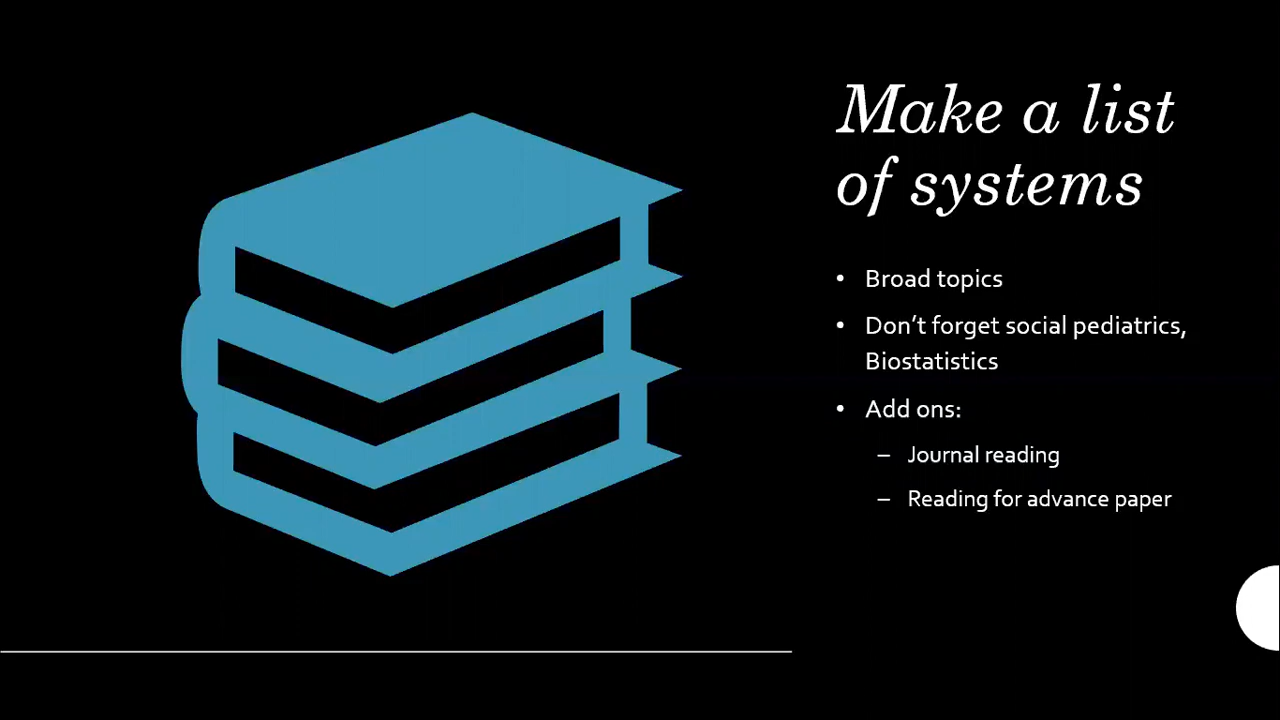 Make a list
of systems
• Broad topics
• Don’t forget social pediatrics,
Biostatistics
• Add ons:
– Journal reading
– Reading for advance paper